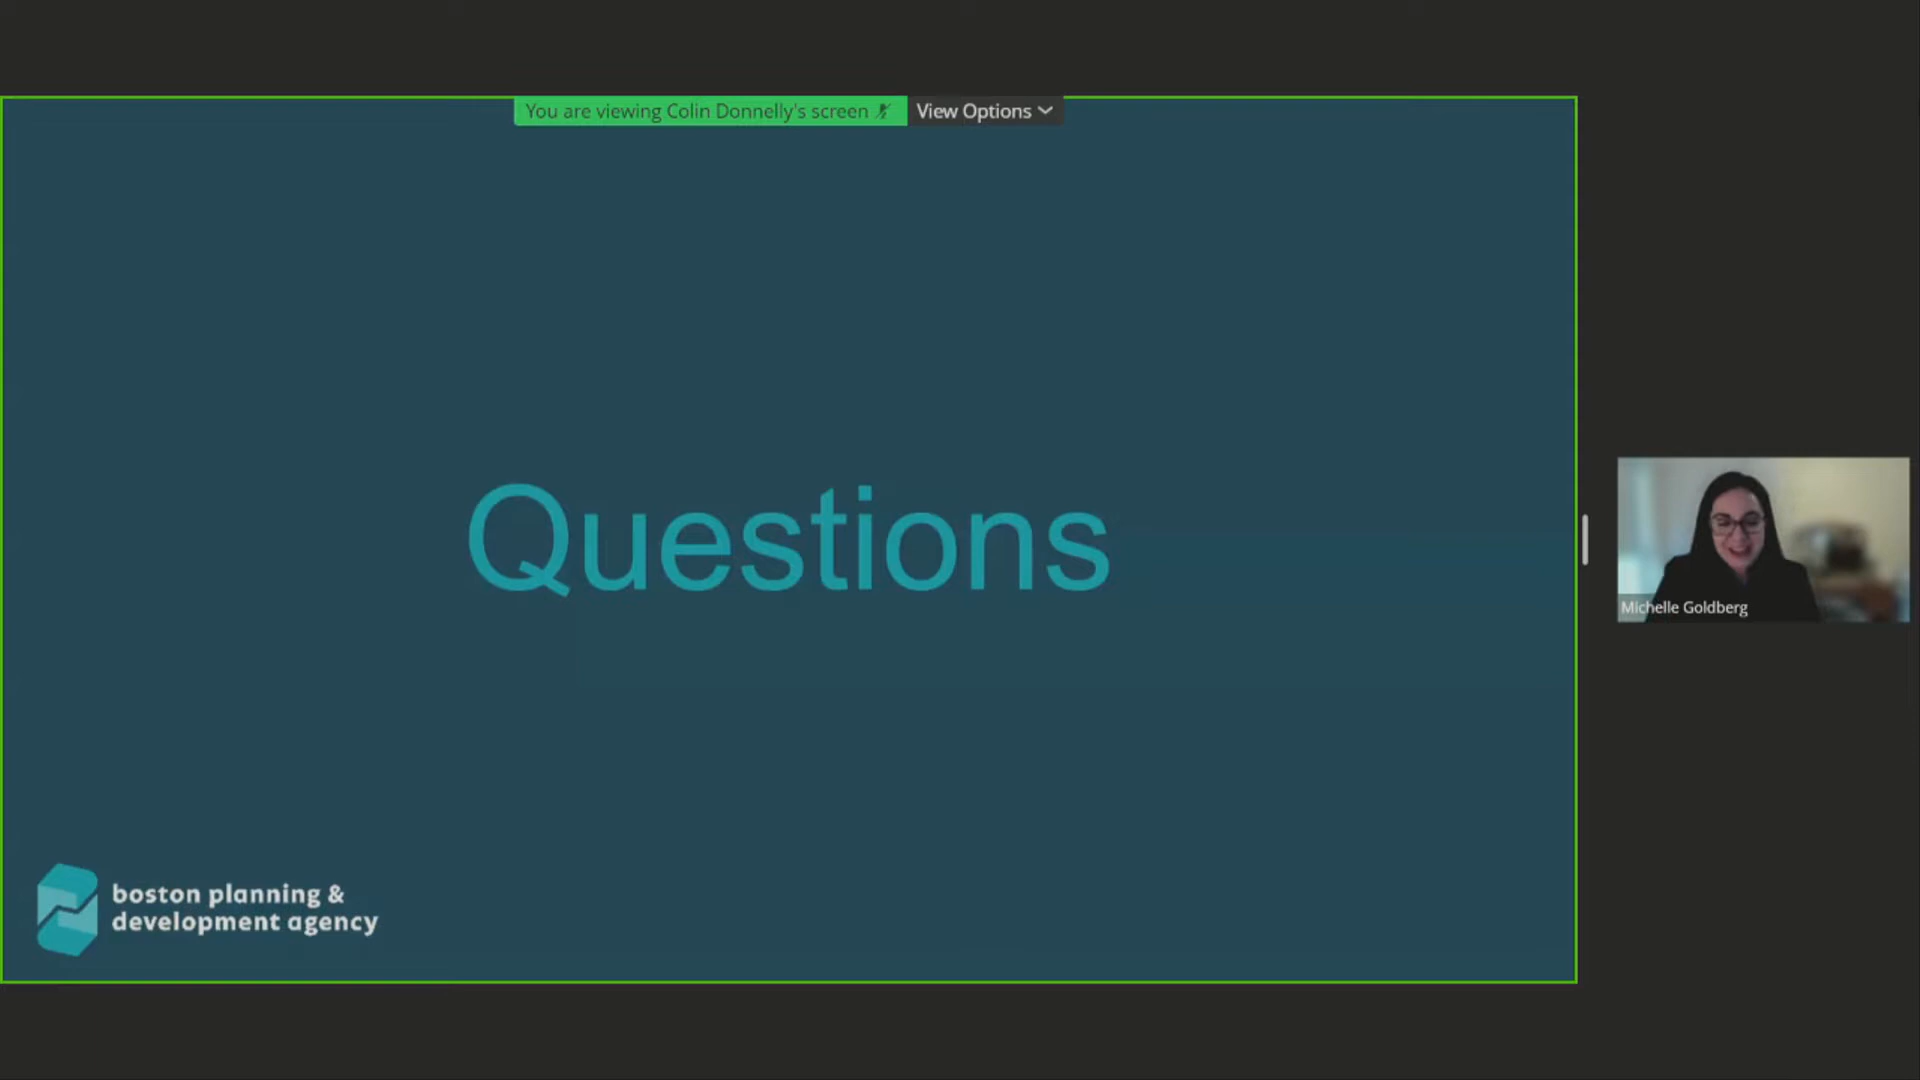 You are viewing Colin Donnelly's screen
View Options
Questions
Michelle Goldberg
boston planning &
development agency